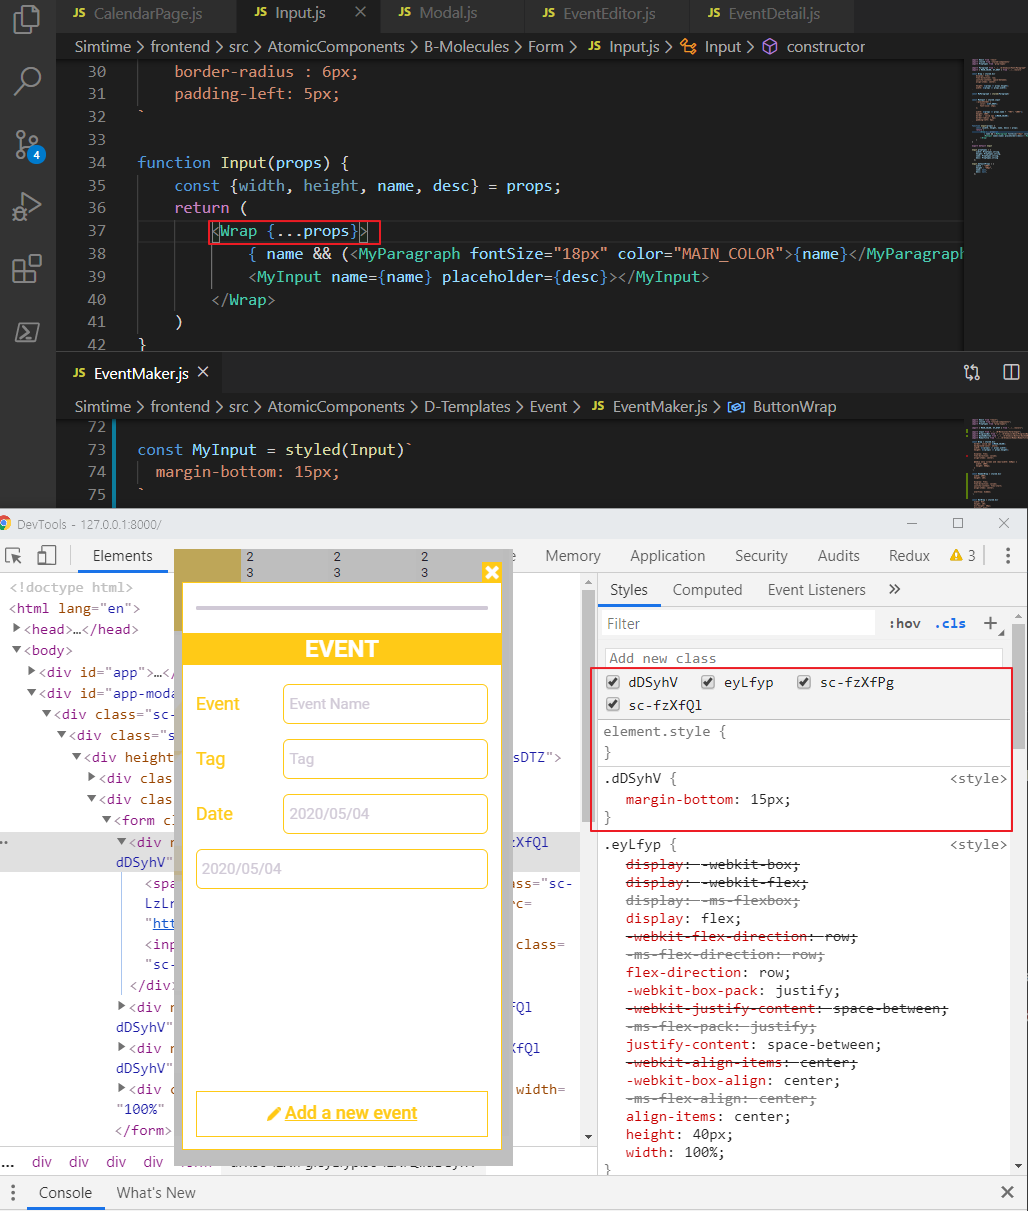 JS CalendarPage.js JS Input.js × JS Modal.js JS EventEditor.js JS EventDetail.js
Simtime > frontend > src > AtomicComponents > B-Molecules > Form > JS Input.js > Input > constructor
30 border-radius : 6px;
31 padding-left: 5px;
32 `
33
34 function Input(props) {
35 const {width, height, name, desc} = props;
36 return (
37 <Wrap {...props}>
38 { name && (<MyParagraph fontSize="18px" color="MAIN_COLOR">{name}</MyParagraph
39 <MyInput name={name} placeholder={desc}></MyInput>
40 </Wrap>
41 )
42 }
4
JS EventMaker.js ×
Simtime > frontend > src > AtomicComponents > D-Templates > Event > JS EventMaker.js > ButtonWrap
72
73 const MyInput = styled(Input)`
74 margin-bottom: 15px;
75 `
DevTools - 127.0.0.1:8000/
Elements Memory Application Security Audits Redux 3
<!doctype html>
<html lang="en">
<head>…</head>
<body>
<div id="app">…</
<div id="app-moda
<div class="sc-
<div class="s
<div height sDTZ">
<div clas
<div clas
<form c
<div n XfQl
dDSyhV"
<spa ass="sc-
LzLr rc=
"htt
<inp class=
"sc-
</div>
<div n Ql
dDSyhV"
<div n XfQl
dDSyhV"
<div c width=
"100%"
</form>
... div div div div form
2 2 2
3 3 3
EVENT
Event Event Name
Tag Tag
Date 2020/05/04
2020/05/04
Add a new event
Styles Computed Event Listeners »
Filter :hov .cls +
Add new class
dDSyhV eyLfyp sc-fzXfPg
sc-fzXfQl
element.style {
}
.dDSyhV { <style>
margin-bottom: 15px;
}
.eyLfyp { <style>
display: -webkit-box;
display: -webkit-flex;
display: -ms-flexbox;
display: flex;
-webkit-flex-direction: row;
-ms-flex-direction: row;
flex-direction: row;
-webkit-box-pack: justify;
-webkit-justify-content: space-between;
-ms-flex-pack: justify;
justify-content: space-between;
-webkit-align-items: center;
-webkit-box-align: center;
-ms-flex-align: center;
align-items: center;
height: 40px;
width: 100%;
}
Console What's New